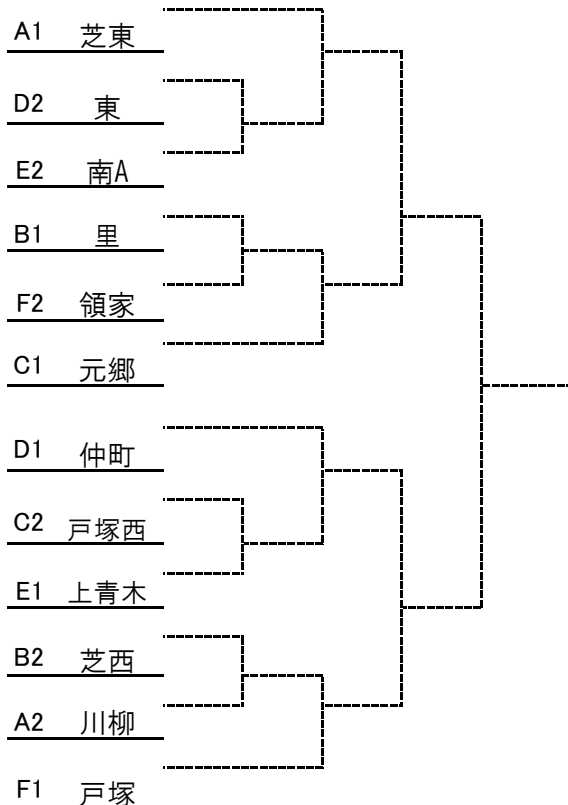 A1 芝東
D2 東
E2 南A
B1 里
F2 領家
C1 元郷
D1 仲町
C2 戸塚西
E1 上青木
B2 芝西
A2 川柳
F1 戸塚